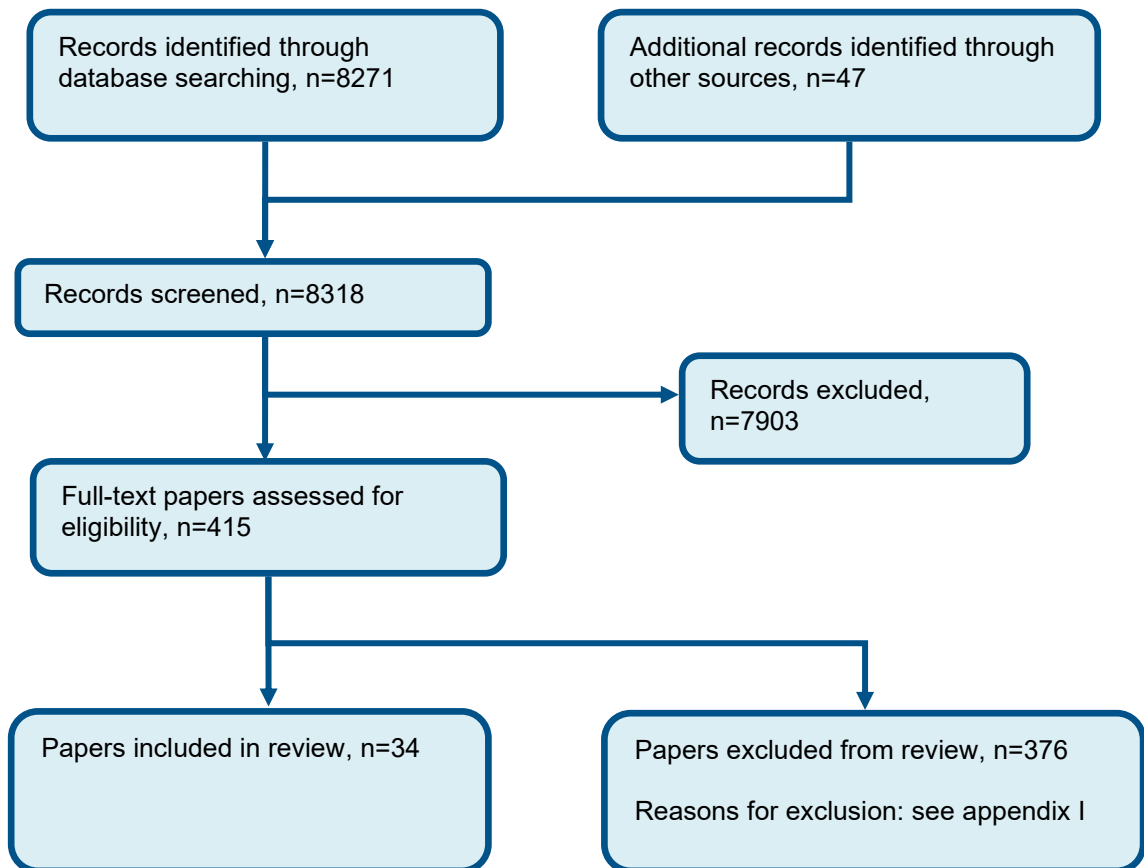 Records identified through
database searching, n=8271
Additional records identified through
other sources, n=47
Records screened, n=8318
Records excluded,
n=7903
Full-text papers assessed for
eligibility, n=415
Papers included in review, n=34
Papers excluded from review, n=376
Reasons for exclusion: see appendix I